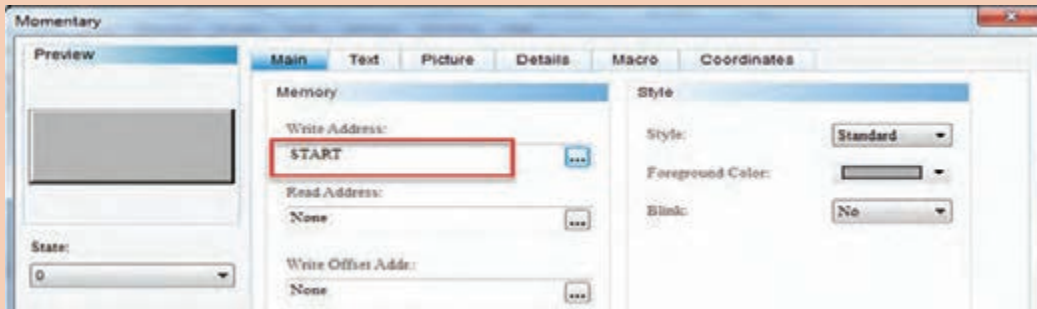 Momentary
Preview
Main Text Picture Details Macro Coordinates
Memory
Style
Write Address:
START
...
Style:
Standard
Foreground Color:
Read Address:
None
...
Blink:
No
State:
0
Write Offset Addr.:
None
...